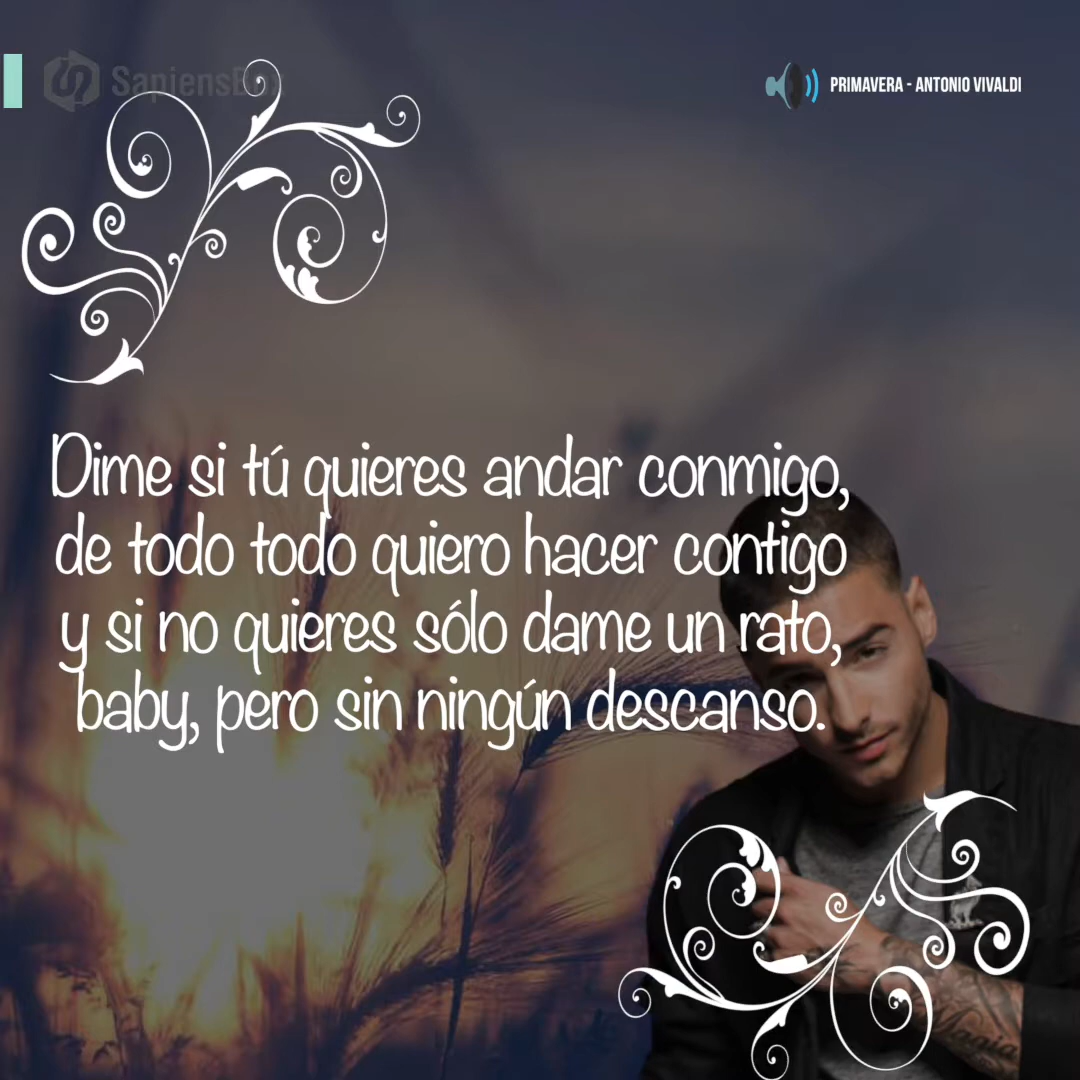 SapiensBox
PRIMAVERA - ANTONIO VIVALDI
Dime si tú quieres andar conmigo,
de todo todo quiero hacer contigo
y si no quieres sólo dame un rato,
baby, pero sin ningún descanso.